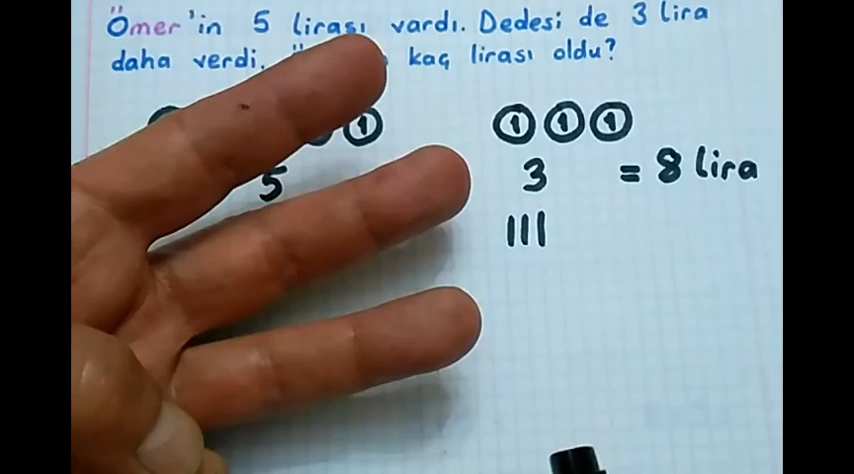 Ömer'in 5 lirası vardı. Dedesi de 3 lira
daha verdi. kaç lirası oldu?
1 1 1 1
5 3 = 8 lira
III